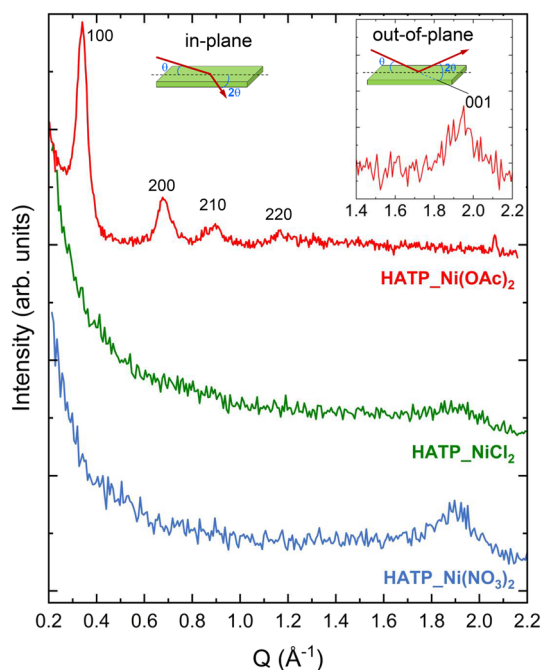 in-plane
out-of-plane
100
θ
2θ
θ
2θ
001
200
210
220
1.4 1.6 1.8 2.0 2.2
HATP_Ni(OAc)₂
HATP_NiCl₂
HATP_Ni(NO₃)₂
Intensity (arb. units)
0.2 0.4 0.6 0.8 1.0 1.2 1.4 1.6 1.8 2.0 2.2
Q (Å⁻¹)